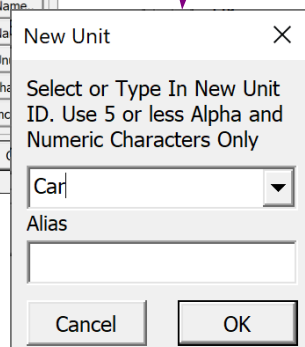 Name..
New Unit
Select or Type In New Unit
ID. Use 5 or less Alpha and
Numeric Characters Only
Car
Alias
Cancel
OK